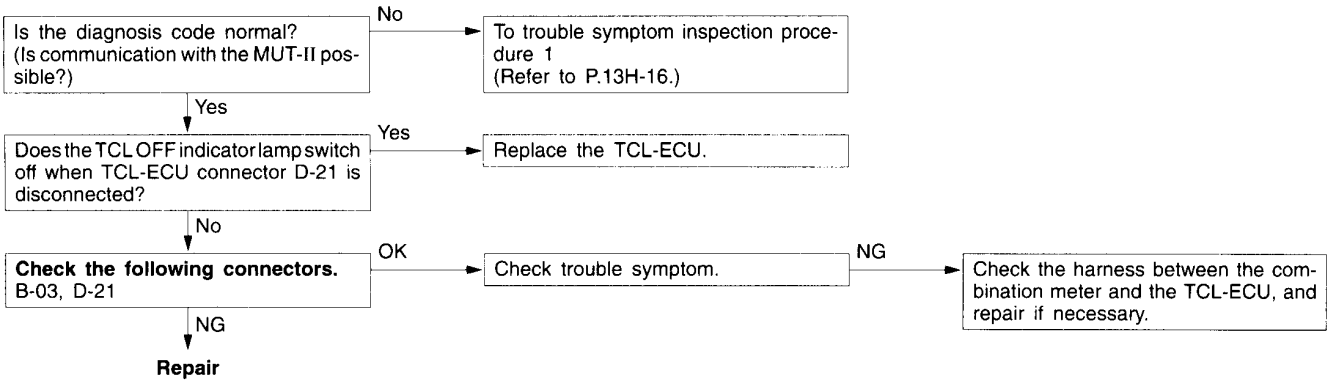 Is the diagnosis code normal?
(Is communication with the MUT-II pos-
sible?)
No
To trouble symptom inspection proce-
dure 1
(Refer to P.13H-16.)
Yes
Does the TCL OFF indicator lamp switch
off when TCL-ECU connector D-21 is
disconnected?
Yes
Replace the TCL-ECU.
No
Check the following connectors.
B-03, D-21
OK
Check trouble symptom.
NG
Check the harness between the com-
bination meter and the TCL-ECU, and
repair if necessary.
NG
Repair